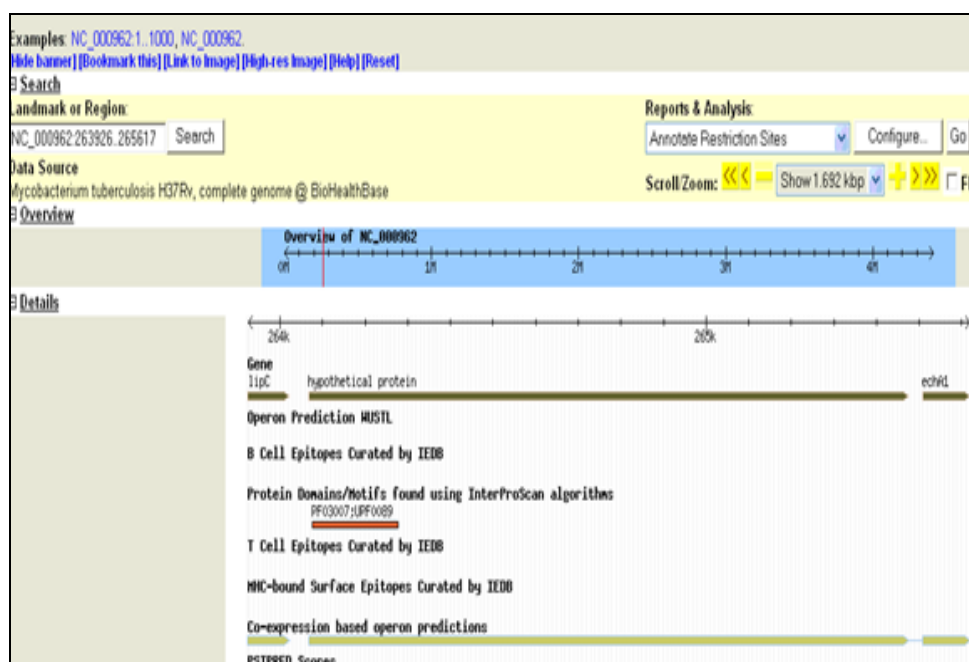 Examples: NC_000962:1..1000, NC_000962.
Hide banner] [Bookmark this] [Link to Image] [High-res Image] [Help] [Reset]
Search
Landmark or Region: Reports & Analysis:
NC_000962:263926..265617 Search Annotate Restriction Sites Configure... Go
Data Source
Mycobacterium tuberculosis H37Rv, complete genome @ BioHealthBase Scroll/Zoom: Show 1.692 kbp
Overview
Overview of NC_000962
0M 1M 2M 3M 4M
Details
264k 265k
Gene
lipC hypothetical protein echA1
Operon Prediction WUSTL
B Cell Epitopes Curated by IEDB
Protein Domains/Motifs found using InterProScan algorithms
PF03007;UPF0089
T Cell Epitopes Curated by IEDB
MHC-bound Surface Epitopes Curated by IEDB
Co-expression based operon predictions
PSIPRED Scores